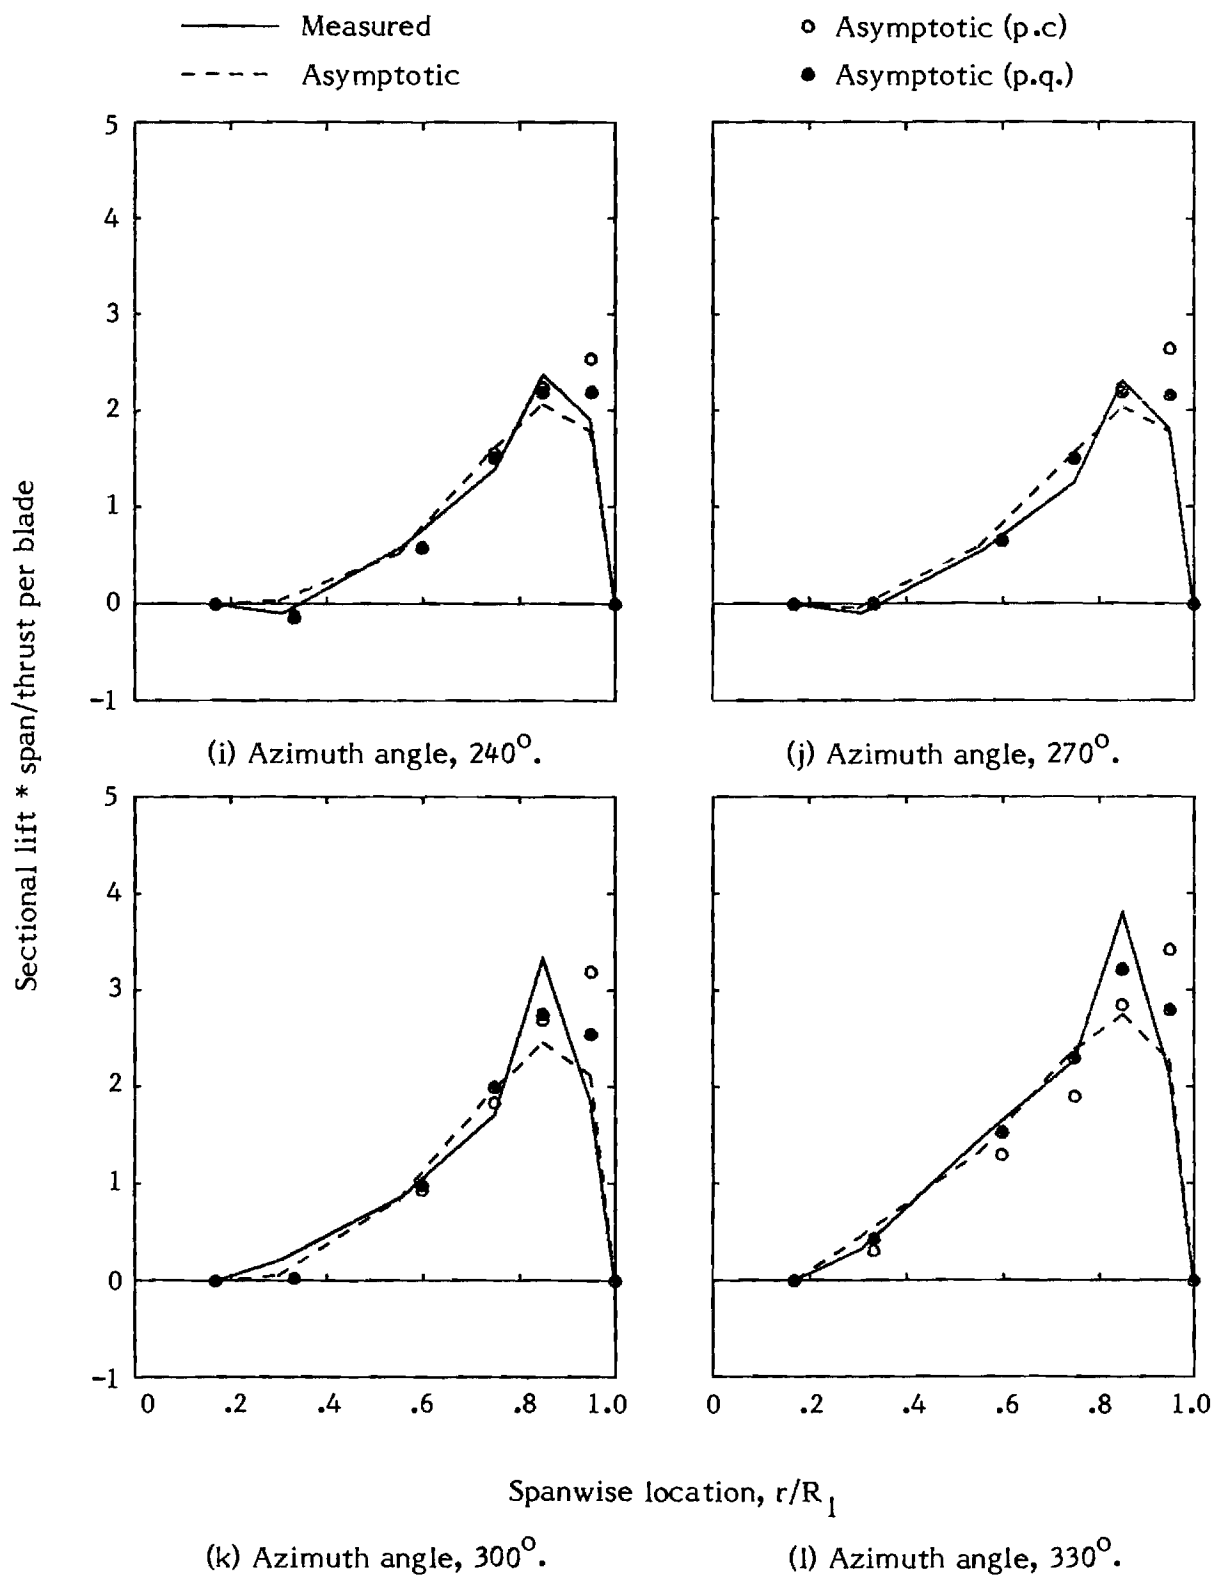 Measured
Asymptotic
Asymptotic (p.c)
Asymptotic (p.q.)
Sectional lift * span/thrust per blade
5
4
3
2
1
0
-1
(i) Azimuth angle, 240°.
(j) Azimuth angle, 270°.
5
4
3
2
1
0
-1
0 .2 .4 .6 .8 1.0
0 .2 .4 .6 .8 1.0
Spanwise location, r/R1
(k) Azimuth angle, 300°.
(l) Azimuth angle, 330°.